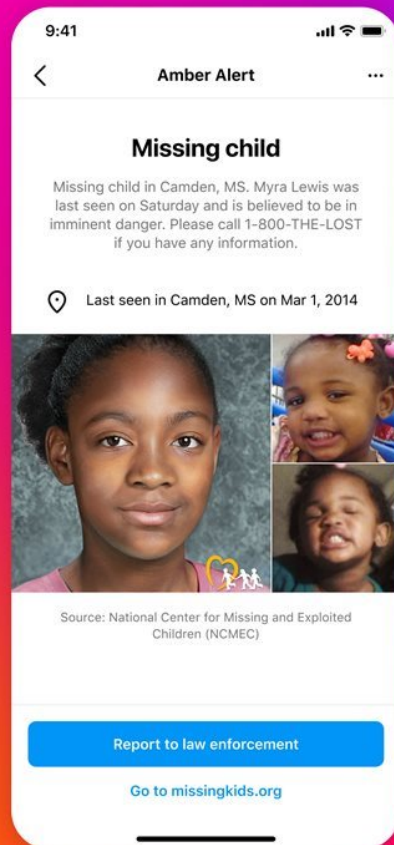 9:41
Amber Alert
Missing child
Missing child in Camden, MS. Myra Lewis was
last seen on Saturday and is believed to be in
imminent danger. Please call 1-800-THE-LOST
if you have any information.
Last seen in Camden, MS on Mar 1, 2014
Source: National Center for Missing and Exploited
Children (NCMEC)
Report to law enforcement
Go to missingkids.org